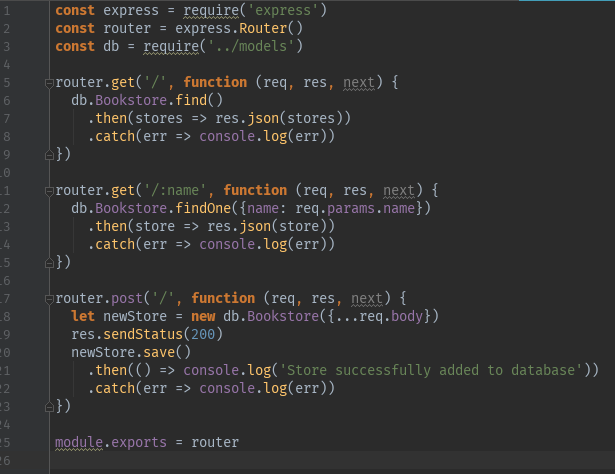 1 const express = require('express')
2 const router = express.Router()
3 const db = require('../models')
4
5 router.get('/', function (req, res, next) {
6   db.Bookstore.find()
7     .then(stores => res.json(stores))
8     .catch(err => console.log(err))
9 })
10
11 router.get('/:name', function (req, res, next) {
12   db.Bookstore.findOne({name: req.params.name})
13     .then(store => res.json(store))
14     .catch(err => console.log(err))
15 })
16
17 router.post('/', function (req, res, next) {
18   let newStore = new db.Bookstore({...req.body})
19   res.sendStatus(200)
20   newStore.save()
21     .then(() => console.log('Store successfully added to database'))
22     .catch(err => console.log(err))
23 })
24
25 module.exports = router
26